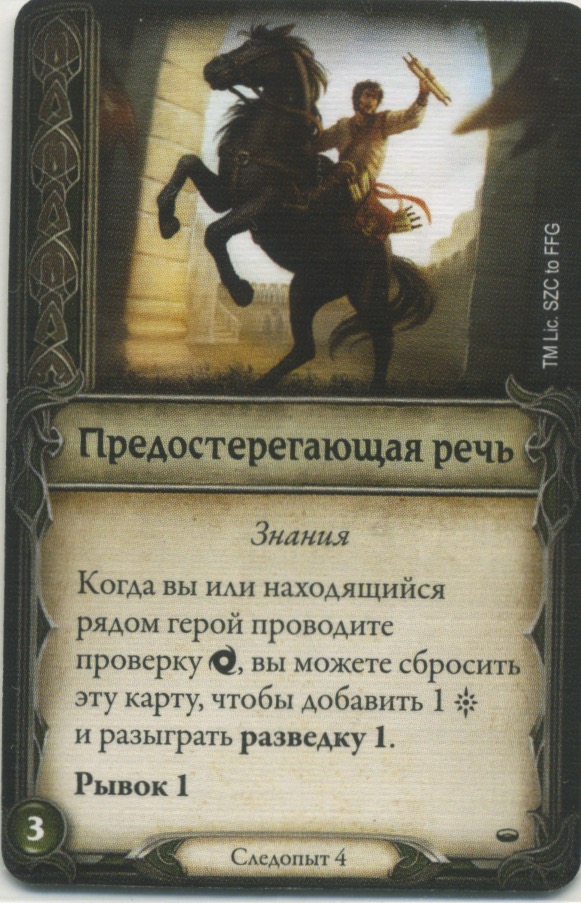 TM Lic. SZC to FFG
Предостерегающая речь
Знания
Когда вы или находящийся
рядом герой проводите
проверку , вы можете сбросить
эту карту, чтобы добавить 1
и разыграть разведку 1.
Рывок 1
3
Следопыт 4